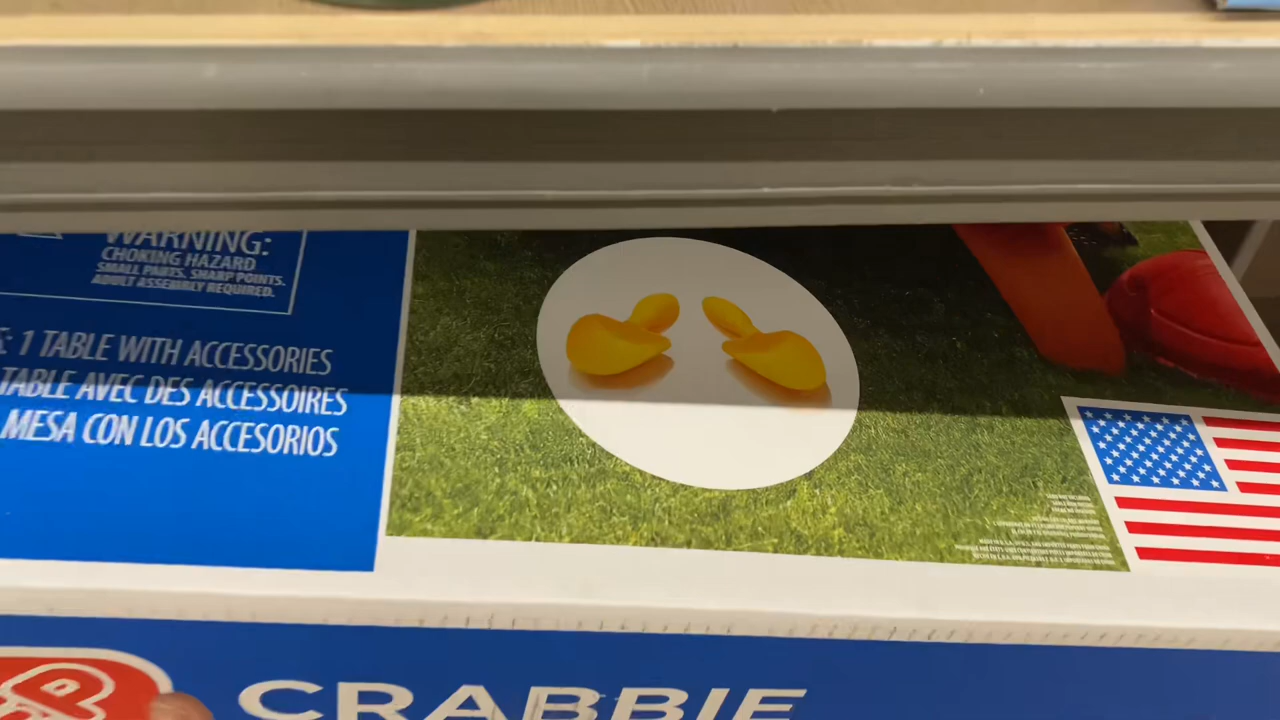 WARNING:
CHOKING HAZARD
SMALL PARTS. SHARP POINTS.
ADULT ASSEMBLY REQUIRED.
1 TABLE WITH ACCESSORIES
TABLE AVEC DES ACCESSOIRES
MESA CON LOS ACCESORIOS
CRABBIE